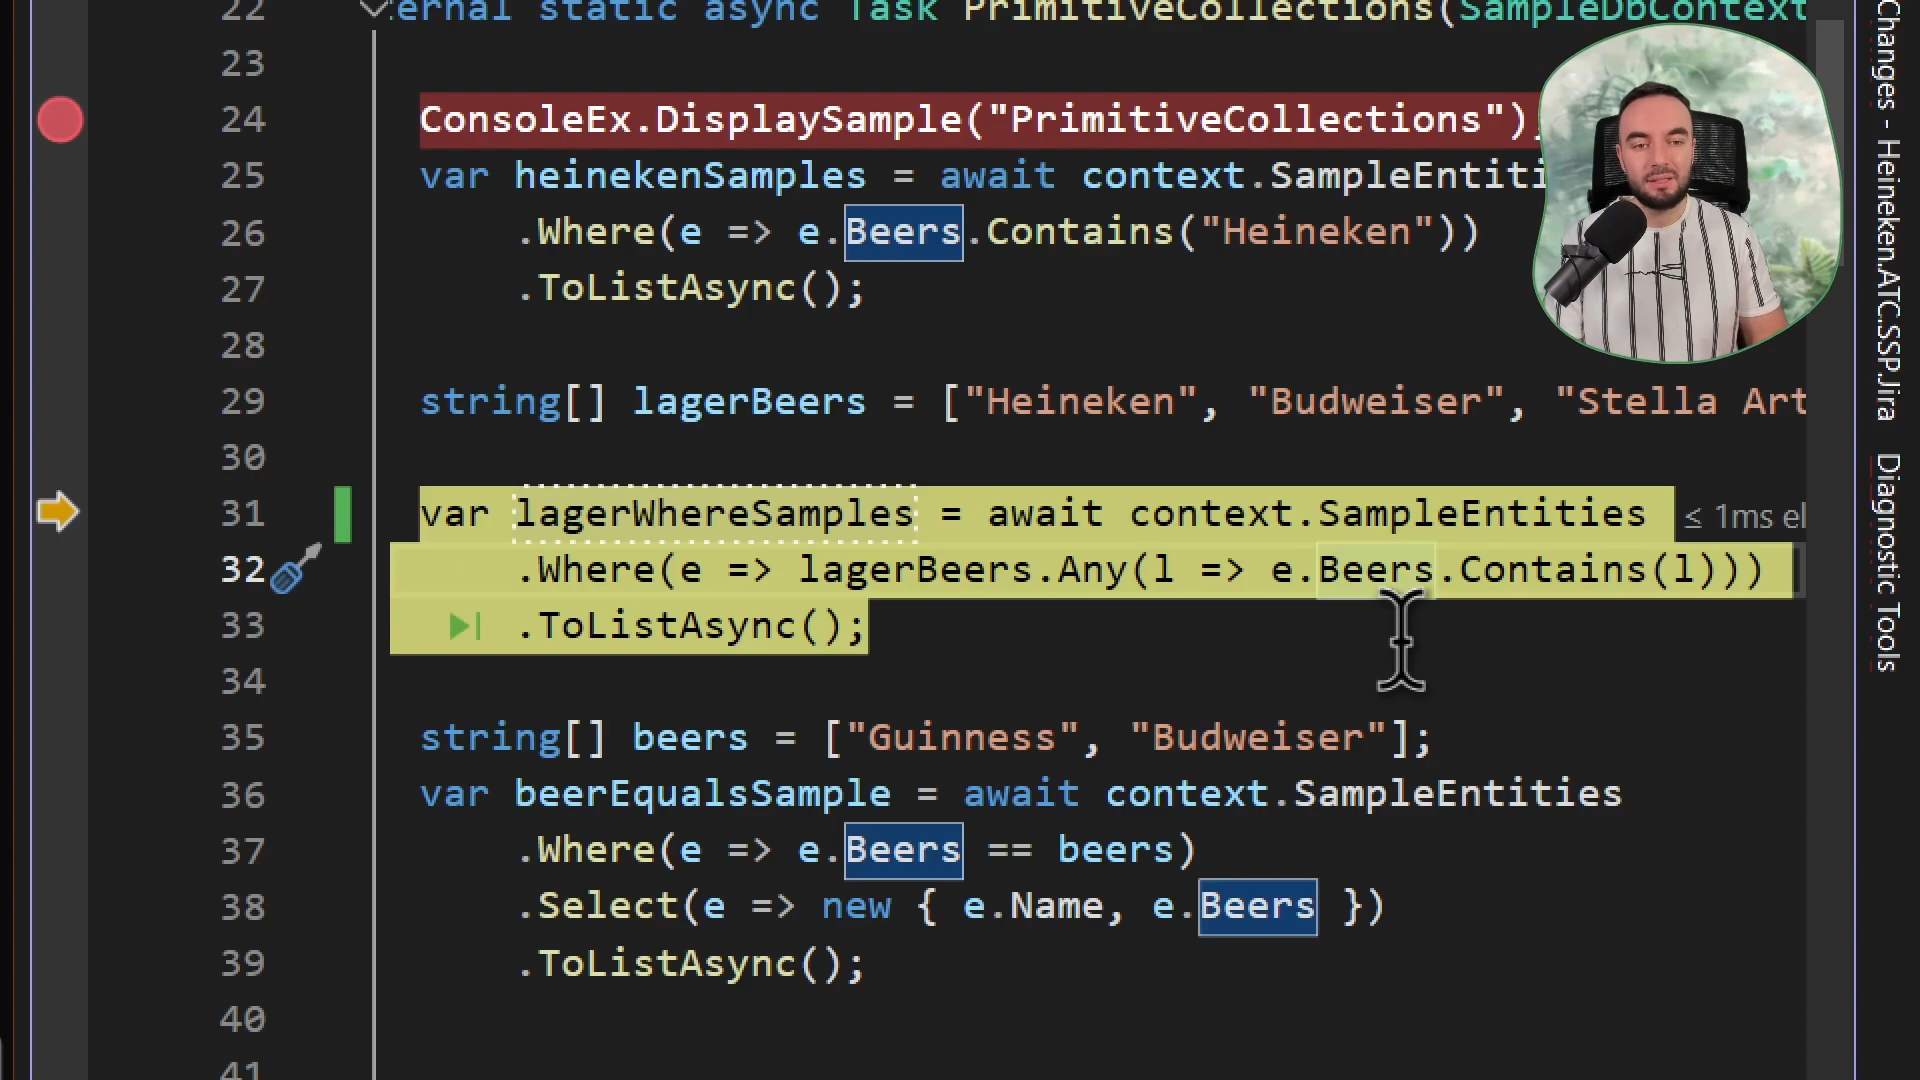 22 ernal static async Task PrimitiveCollections(SampleDbContext
23
24 ConsoleEx.DisplaySample("PrimitiveCollections");
25 var heinekenSamples = await context.SampleEntiti
26 .Where(e => e.Beers.Contains("Heineken"))
27 .ToListAsync();
28
29 string[] lagerBeers = ["Heineken", "Budweiser", "Stella Art
30
31 var lagerWhereSamples = await context.SampleEntities ≤ 1ms el
32 .Where(e => lagerBeers.Any(l => e.Beers.Contains(l)))
33 .ToListAsync();
34
35 string[] beers = ["Guinness", "Budweiser"];
36 var beerEqualsSample = await context.SampleEntities
37 .Where(e => e.Beers == beers)
38 .Select(e => new { e.Name, e.Beers })
39 .ToListAsync();
40
41
Changes - Heineken.ATC.SSP.Jira
Diagnostic Tools